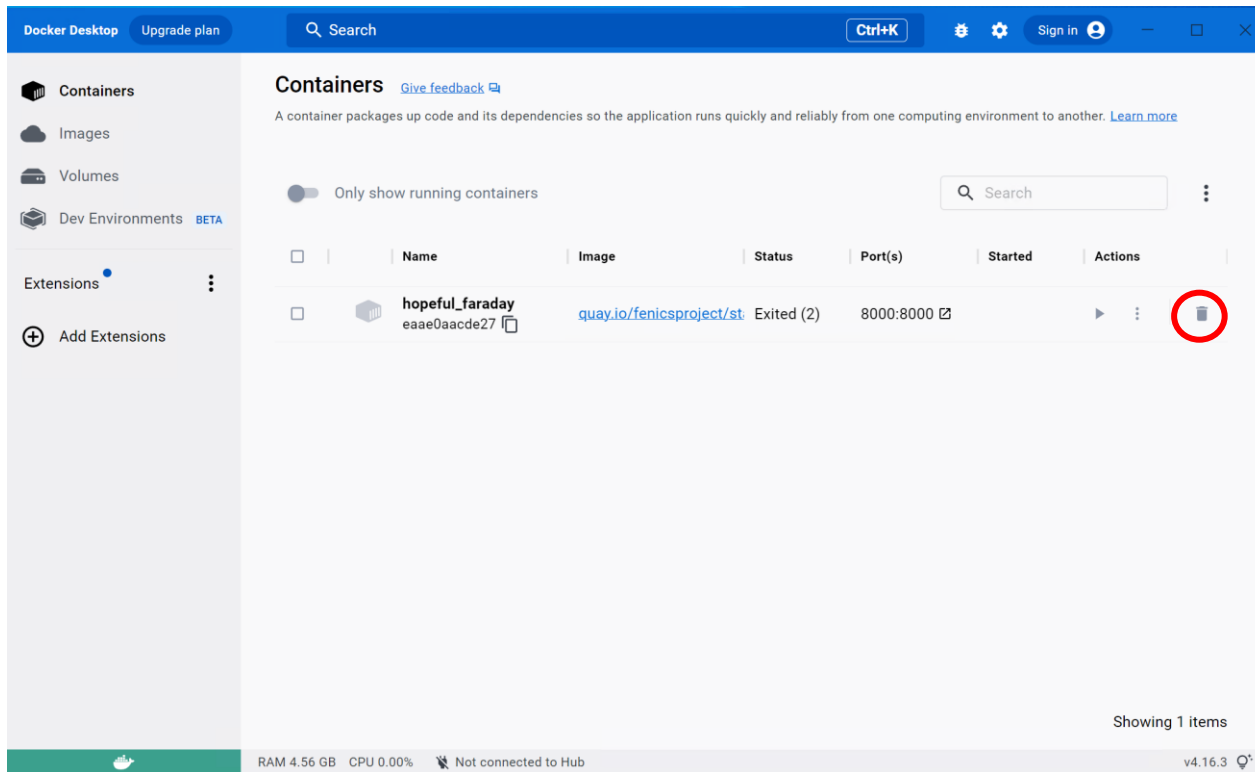 Docker Desktop Upgrade plan Search Ctrl+K Sign in
Containers
Images
Volumes
Dev Environments BETA
Extensions
Add Extensions
Containers Give feedback
A container packages up code and its dependencies so the application runs quickly and reliably from one computing environment to another. Learn more
Only show running containers Search
Name Image Status Port(s) Started Actions
hopeful_faraday
eaae0aacde27 quay.io/fenicsproject/st Exited (2) 8000:8000
Showing 1 items
RAM 4.56 GB CPU 0.00% Not connected to Hub v4.16.3